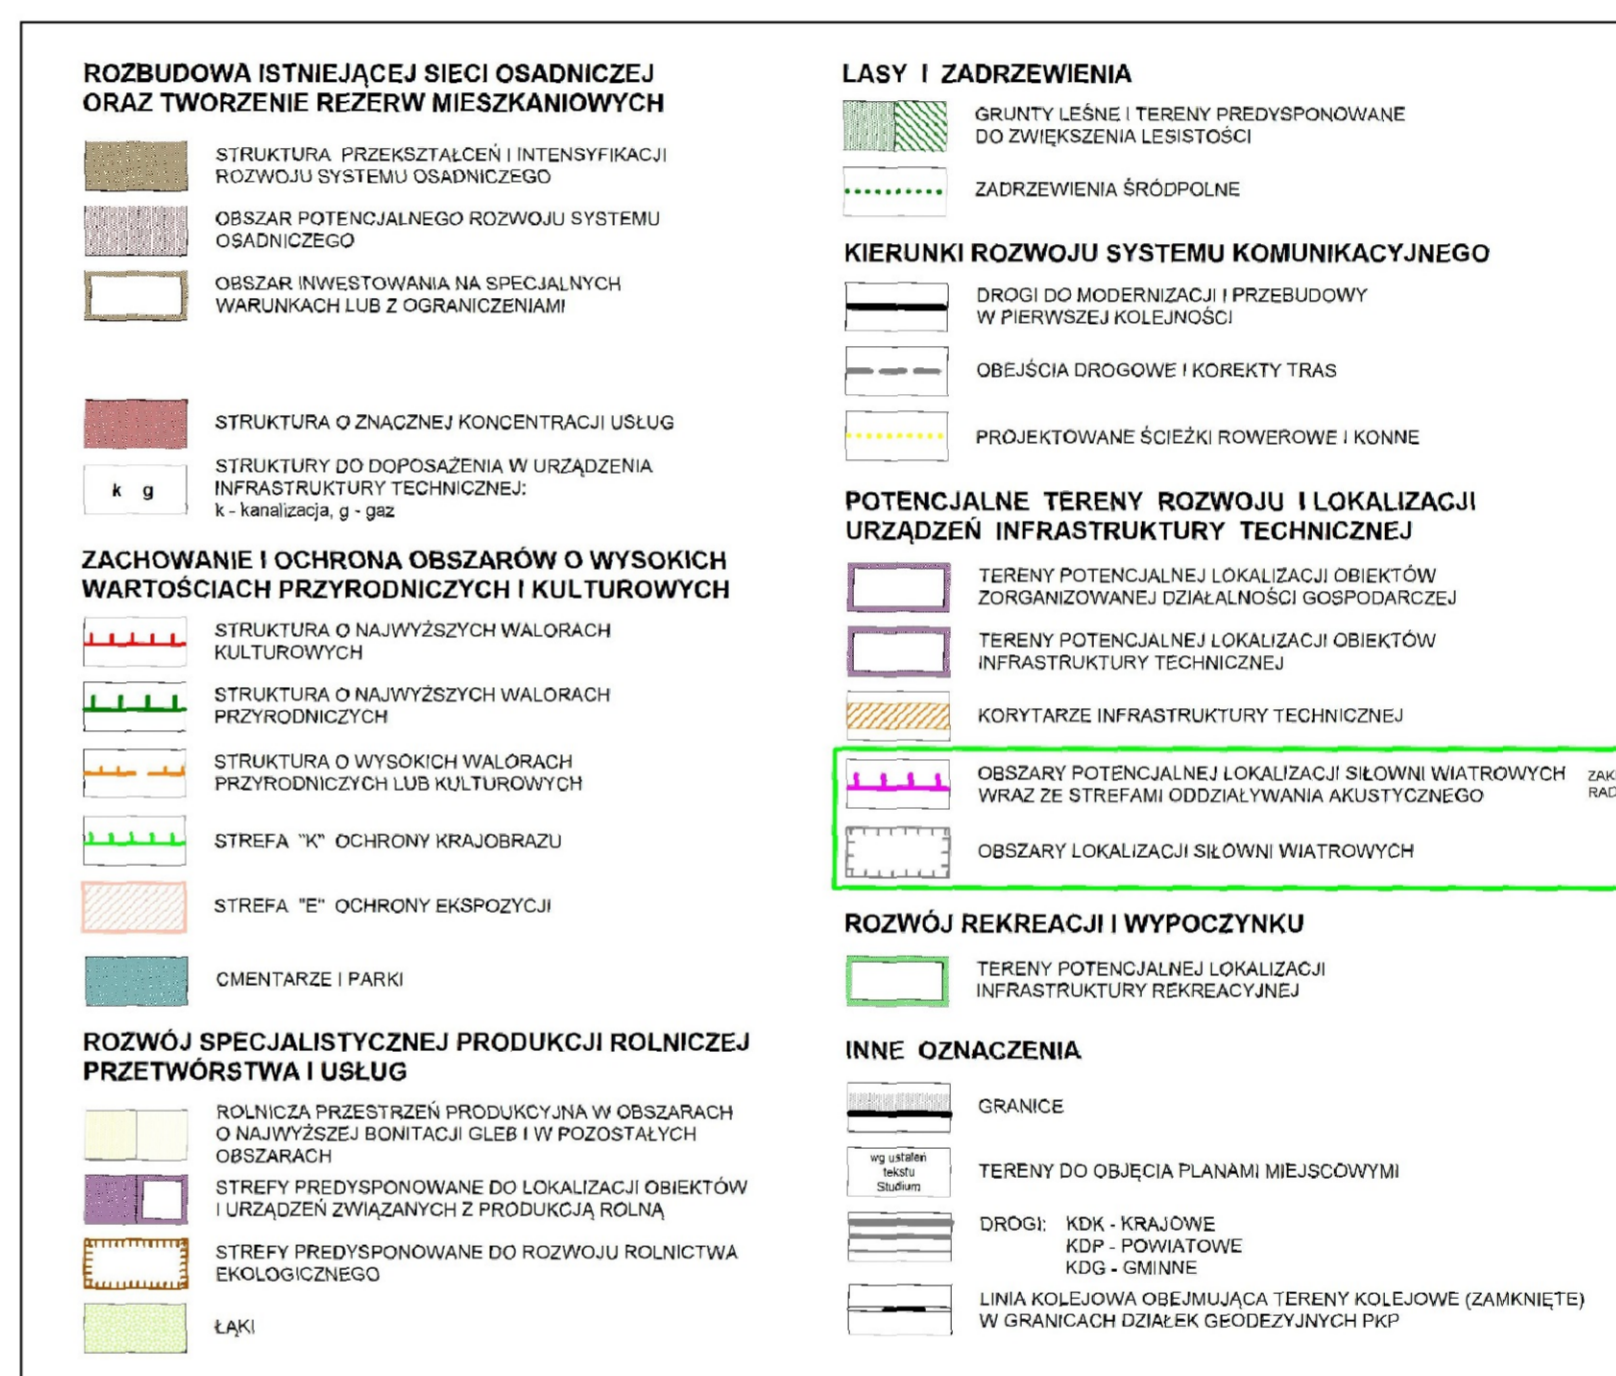 ROZBUDOWA ISTNIEJĄCEJ SIECI OSADNICZEJ
ORAZ TWORZENIE REZERW MIESZKANIOWYCH
STRUKTURA PRZEKSZTAŁCEŃ I INTENSYFIKACJI
ROZWOJU SYSTEMU OSADNICZEGO
OBSZAR POTENCJALNEGO ROZWOJU SYSTEMU
OSADNICZEGO
OBSZAR INWESTOWANIA NA SPECJALNYCH
WARUNKACH LUB Z OGRANICZENIAMI
STRUKTURA O ZNACZNEJ KONCENTRACJI USŁUG
k g
STRUKTURY DO DOPOSAŻENIA W URZĄDZENIA
INFRASTRUKTURY TECHNICZNEJ:
k - kanalizacja, g - gaz
ZACHOWANIE I OCHRONA OBSZARÓW O WYSOKICH
WARTOŚCIACH PRZYRODNICZYCH I KULTUROWYCH
STRUKTURA O NAJWYŻSZYCH WALORACH
KULTUROWYCH
STRUKTURA O NAJWYŻSZYCH WALORACH
PRZYRODNICZYCH
STRUKTURA O WYSOKICH WALORACH
PRZYRODNICZYCH LUB KULTUROWYCH
STREFA "K" OCHRONY KRAJOBRAZU
STREFA "E" OCHRONY EKSPOZYCJI
CMENTARZE I PARKI
ROZWÓJ SPECJALISTYCZNEJ PRODUKCJI ROLNICZEJ
PRZETWÓRSTWA I USŁUG
ROLNICZA PRZESTRZEŃ PRODUKCYJNA W OBSZARACH
O NAJWYŻSZEJ BONITACJI GLEB I W POZOSTAŁYCH
OBSZARACH
STREFY PREDYSPONOWANE DO LOKALIZACJI OBIEKTÓW
I URZĄDZEŃ ZWIĄZANYCH Z PRODUKCJĄ ROLNĄ
STREFY PREDYSPONOWANE DO ROZWOJU ROLNICTWA
EKOLOGICZNEGO
ŁĄKI
LASY I ZADRZEWIENIA
GRUNTY LEŚNE I TERENY PREDYSPONOWANE
DO ZWIĘKSZENIA LESISTOŚCI
ZADRZEWIENIA ŚRÓDPOLNE
KIERUNKI ROZWOJU SYSTEMU KOMUNIKACYJNEGO
DROGI DO MODERNIZACJI I PRZEBUDOWY
W PIERWSZEJ KOLEJNOŚCI
OBEJŚCIA DROGOWE I KOREKTY TRAS
PROJEKTOWANE ŚCIEŻKI ROWEROWE I KONNE
POTENCJALNE TERENY ROZWOJU I LOKALIZACJI
URZĄDZEŃ INFRASTRUKTURY TECHNICZNEJ
TERENY POTENCJALNEJ LOKALIZACJI OBIEKTÓW
ZORGANIZOWANEJ DZIAŁALNOŚCI GOSPODARCZEJ
TERENY POTENCJALNEJ LOKALIZACJI OBIEKTÓW
INFRASTRUKTURY TECHNICZNEJ
KORYTARZE INFRASTRUKTURY TECHNICZNEJ
OBSZARY POTENCJALNEJ LOKALIZACJI SIŁOWNI WIATROWYCH
WRAZ ZE STREFAMI ODDZIAŁYWANIA AKUSTYCZNEGO
OBSZARY LOKALIZACJI SIŁOWNI WIATROWYCH
ROZWÓJ REKREACJI I WYPOCZYNKU
TERENY POTENCJALNEJ LOKALIZACJI
INFRASTRUKTURY REKREACYJNEJ
INNE OZNACZENIA
GRANICE
wg ustaleń
tekstu
Studium
TERENY DO OBJĘCIA PLANAMI MIEJSCOWYMI
DROGI: KDK - KRAJOWE
KDP - POWIATOWE
KDG - GMINNE
LINIA KOLEJOWA OBEJMUJĄCA TERENY KOLEJOWE (ZAMKNIĘTE)
W GRANICACH DZIAŁEK GEODEZYJNYCH PKP